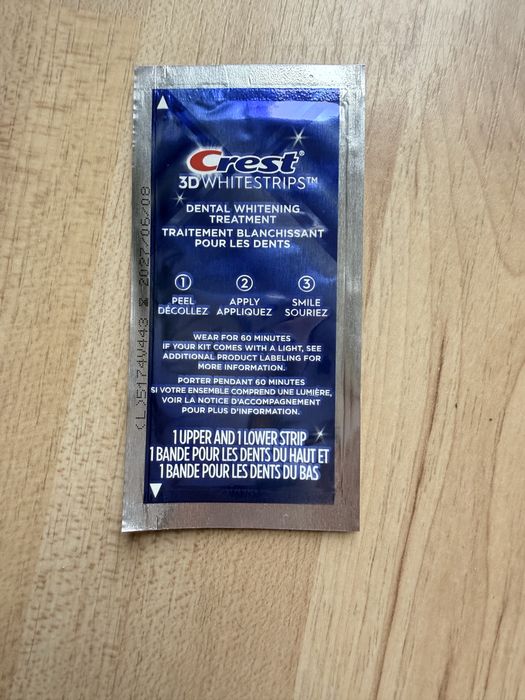 Crest®
3DWHITESTRIPS™
DENTAL WHITENING
TREATMENT
TRAITEMENT BLANCHISSANT
POUR LES DENTS
1 2 3
PEEL APPLY SMILE
DÉCOLLEZ APPLIQUEZ SOURIEZ
WEAR FOR 60 MINUTES
IF YOUR KIT COMES WITH A LIGHT, SEE
ADDITIONAL PRODUCT LABELING FOR
MORE INFORMATION.
PORTER PENDANT 60 MINUTES
SI VOTRE ENSEMBLE COMPREND UNE LUMIÈRE,
VOIR LA NOTICE D'ACCOMPAGNEMENT
POUR PLUS D'INFORMATION.
1 UPPER AND 1 LOWER STRIP
1 BANDE POUR LES DENTS DU HAUT ET
1 BANDE POUR LES DENTS DU BAS
(L)5174V443 ⌛ 2027/06/08